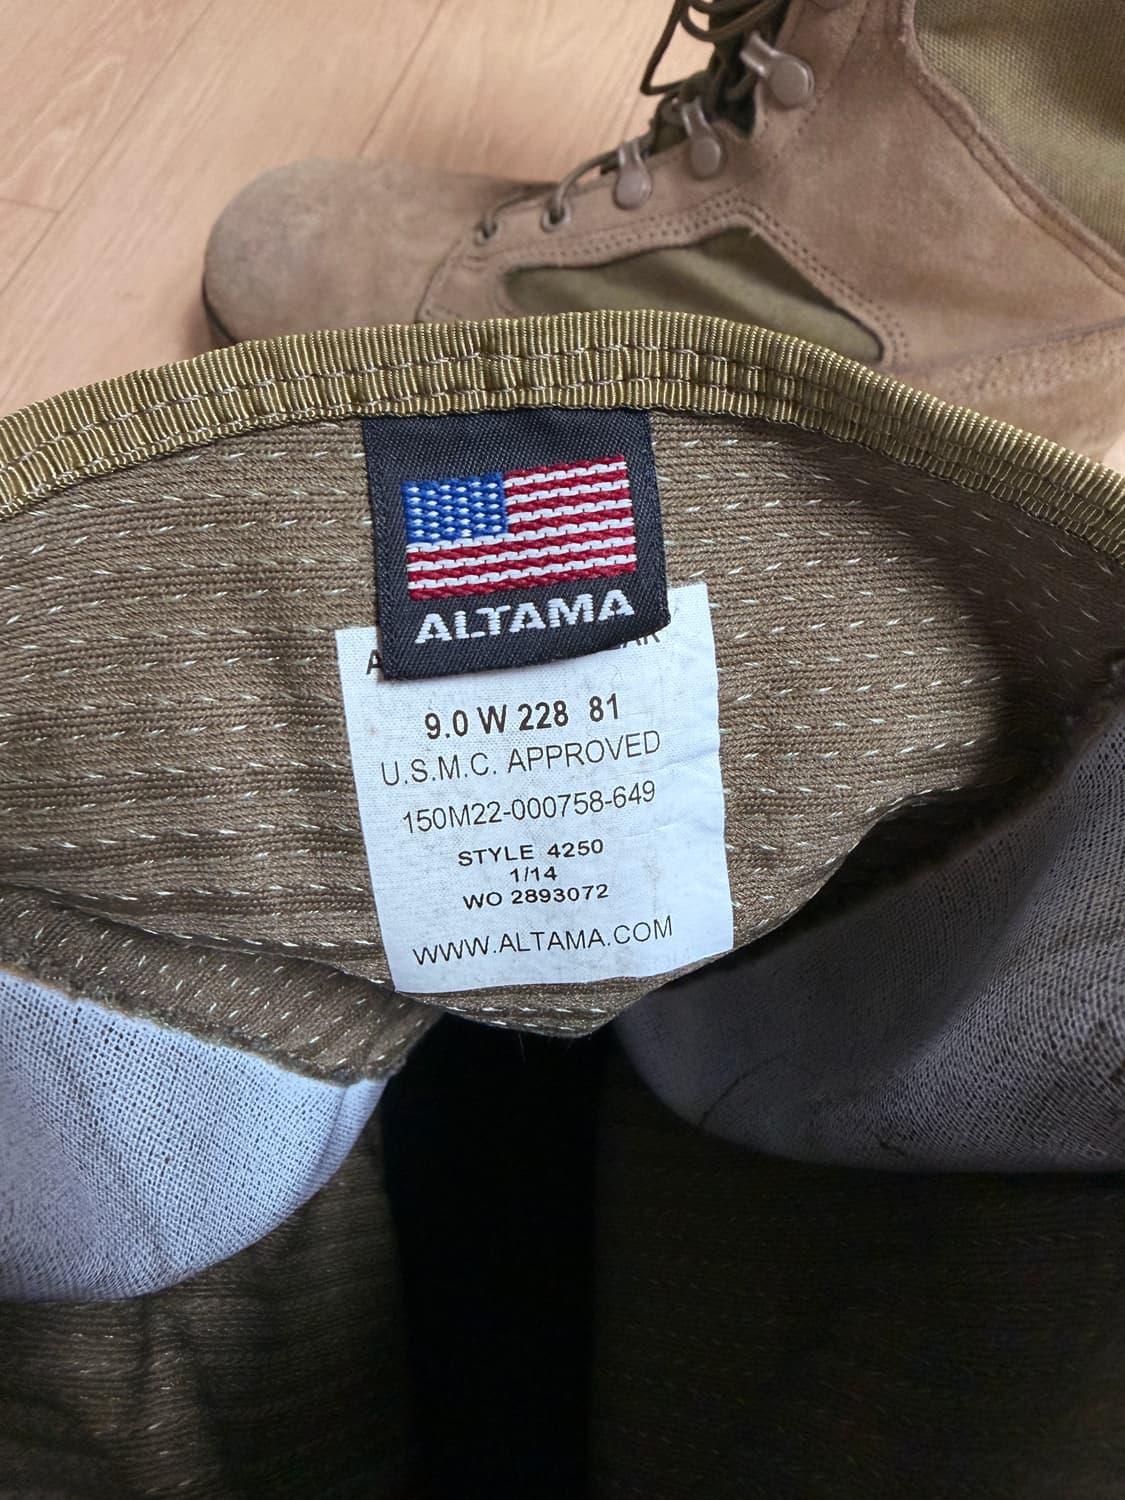 ALTAMA
9.0 W 228 81
U.S.M.C. APPROVED
150M22-000758-649
STYLE 4250
1/14
WO 2893072
WWW.ALTAMA.COM